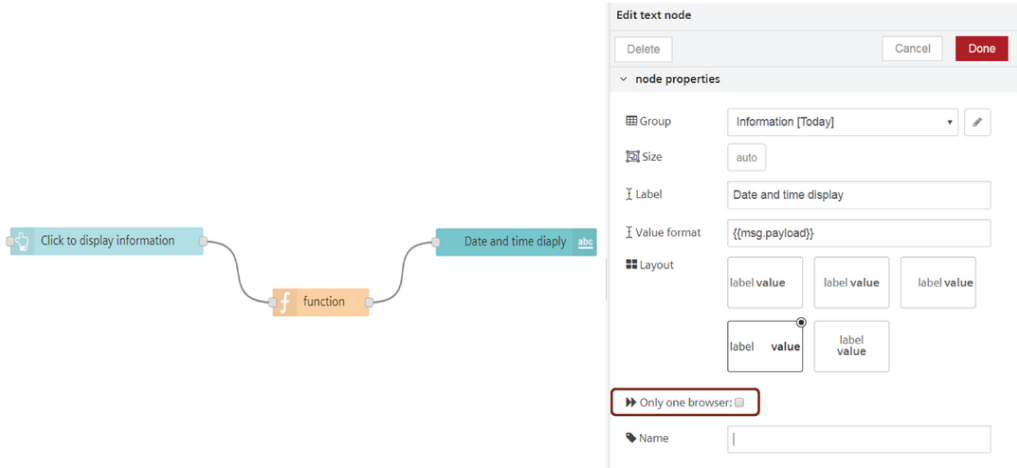 Click to display information
function
Date and time diaply abc
Edit text node
Delete Cancel Done
node properties
Group Information [Today]
Size auto
Label Date and time display
Value format {{msg.payload}}
Layout
label value label value label value
label value label
value
Only one browser:
Name